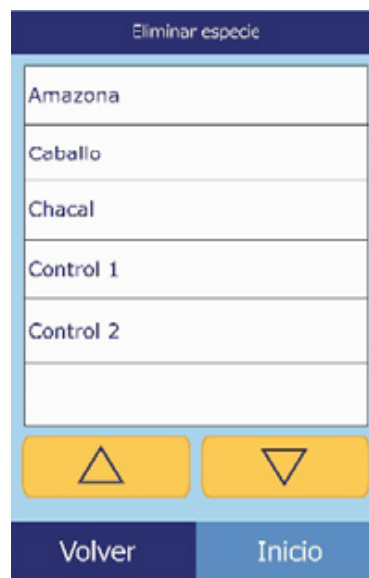 Eliminar especie
Amazona
Caballo
Chacal
Control 1
Control 2
Volver
Inicio